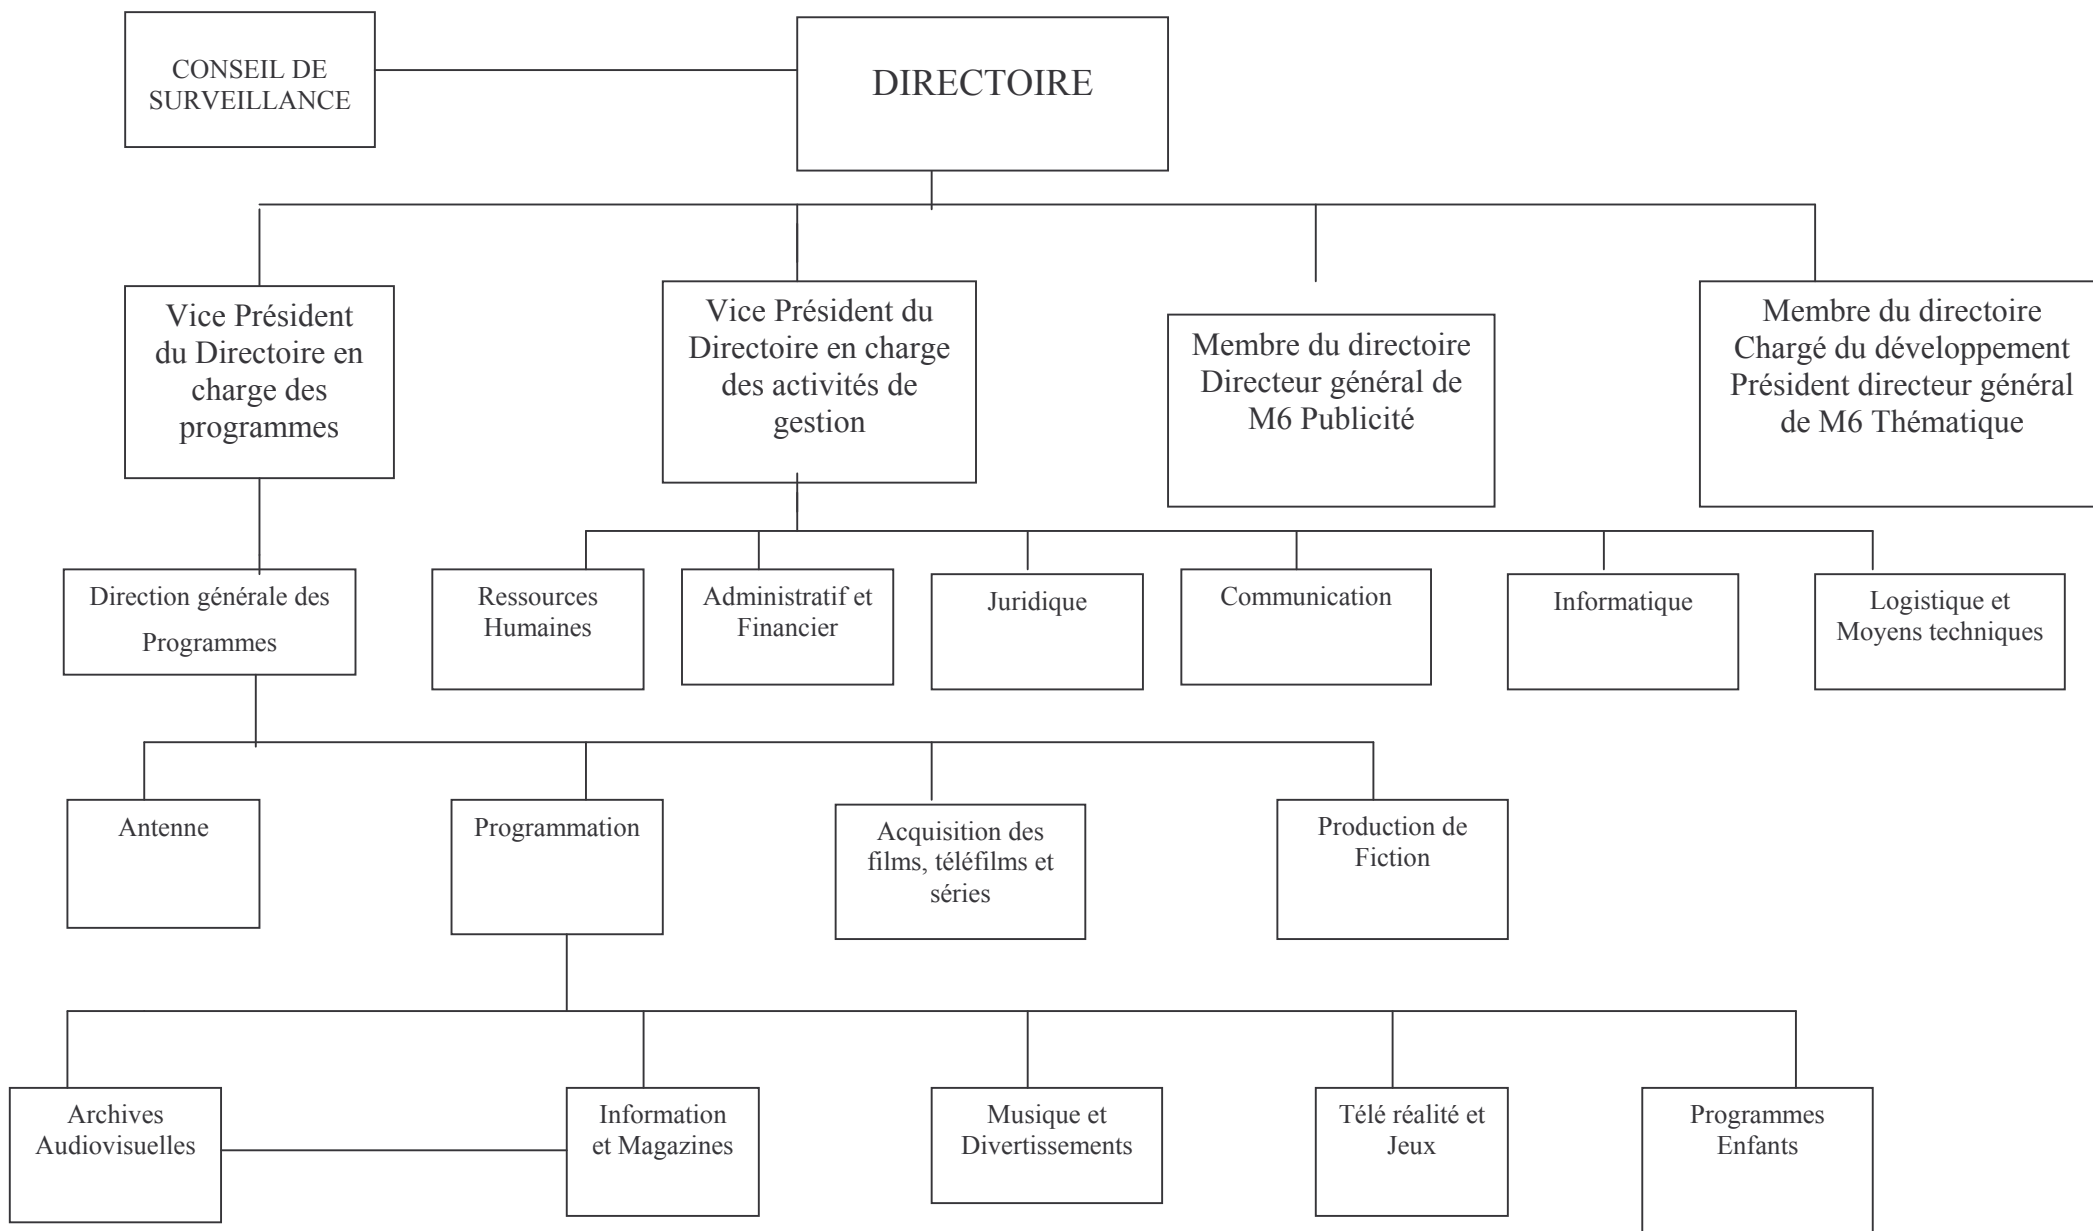 CONSEIL DE
SURVEILLANCE
DIRECTOIRE
Vice Président
du Directoire en
charge des
programmes
Vice Président du
Directoire en charge
des activités de
gestion
Membre du directoire
Directeur général de
M6 Publicité
Membre du directoire
Chargé du développement
Président directeur général
de M6 Thématique
Direction générale des
Programmes
Ressources
Humaines
Administratif et
Financier
Juridique
Communication
Informatique
Logistique et
Moyens techniques
Antenne
Programmation
Acquisition des
films, téléfilms et
séries
Production de
Fiction
Archives
Audiovisuelles
Information
et Magazines
Musique et
Divertissements
Télé réalité et
Jeux
Programmes
Enfants